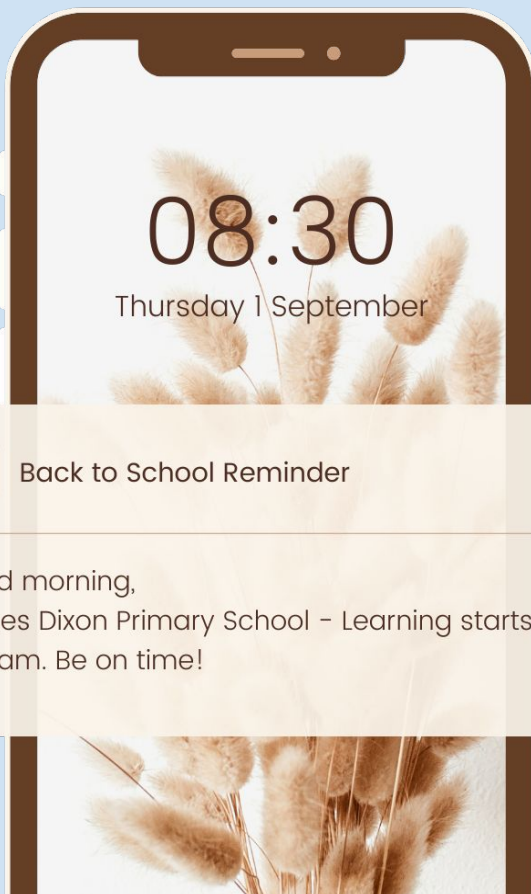 08:30
Thursday 1 September
Back to School Reminder
morning,
Dixon Primary School - Learning starts
am. Be on time!